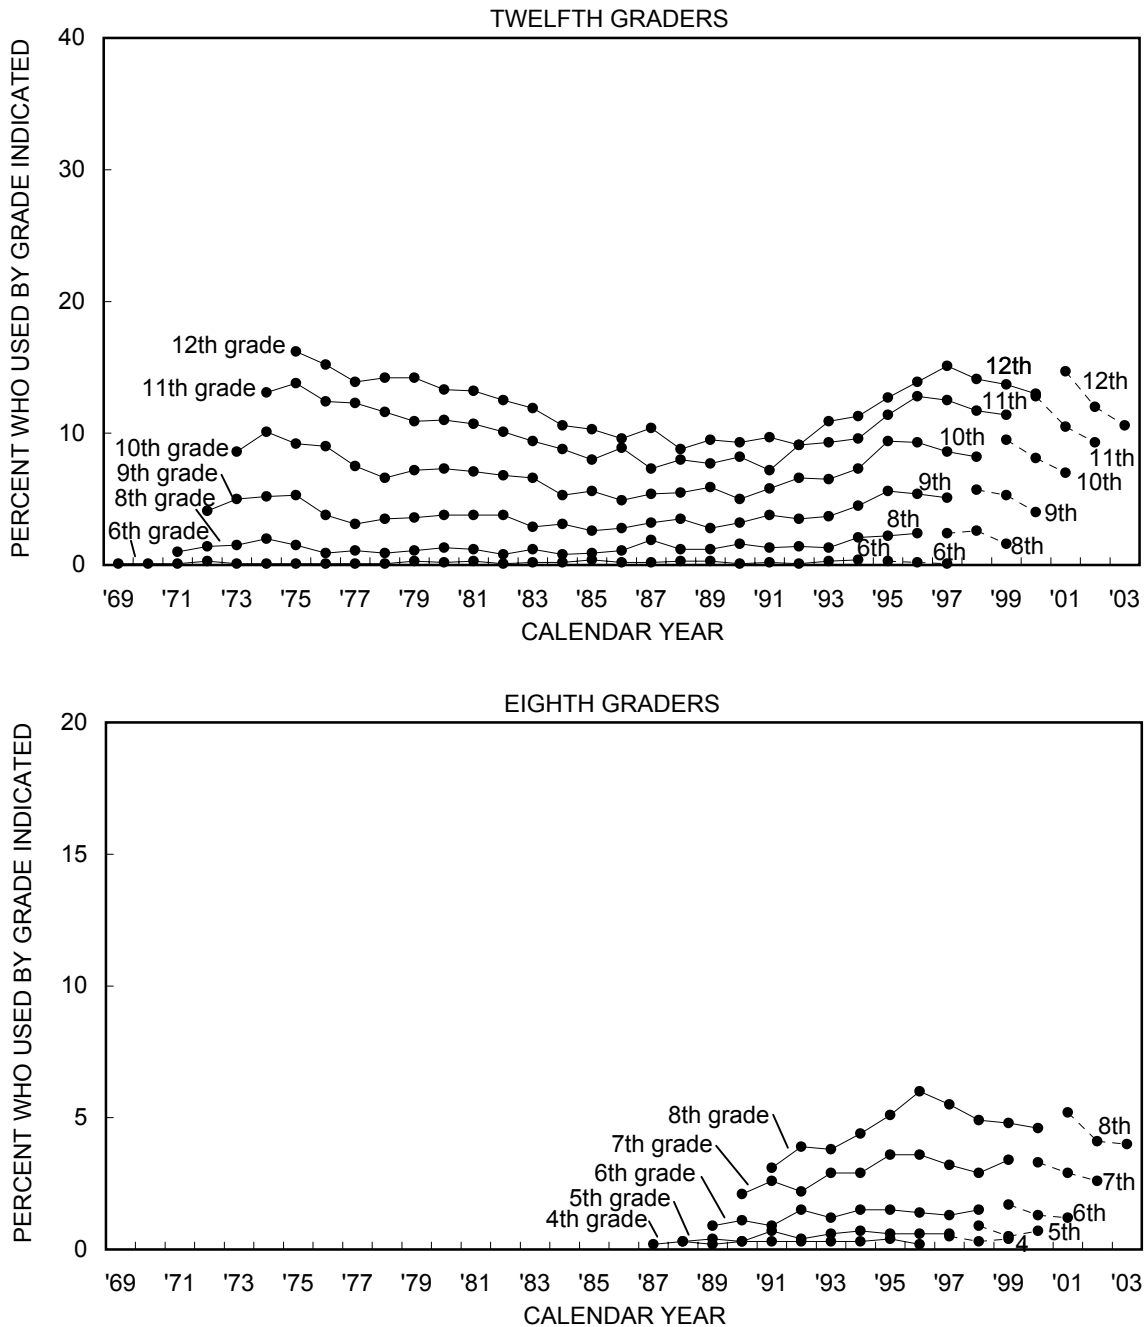 TWELFTH GRADERS
PERCENT WHO USED BY GRADE INDICATED
40
30
20
10
0
12th grade
11th grade
10th grade
9th grade
8th grade
6th grade
12th
11th
10th
9th
8th
6th
6th
12th
11th
10th
9th
8th
'69 '71 '73 '75 '77 '79 '81 '83 '85 '87 '89 '91 '93 '95 '97 '99 '01 '03
CALENDAR YEAR
EIGHTH GRADERS
PERCENT WHO USED BY GRADE INDICATED
20
15
10
5
0
8th grade
7th grade
6th grade
5th grade
4th grade
8th
7th
6th
5th
4
'69 '71 '73 '75 '77 '79 '81 '83 '85 '87 '89 '91 '93 '95 '97 '99 '01 '03
CALENDAR YEAR